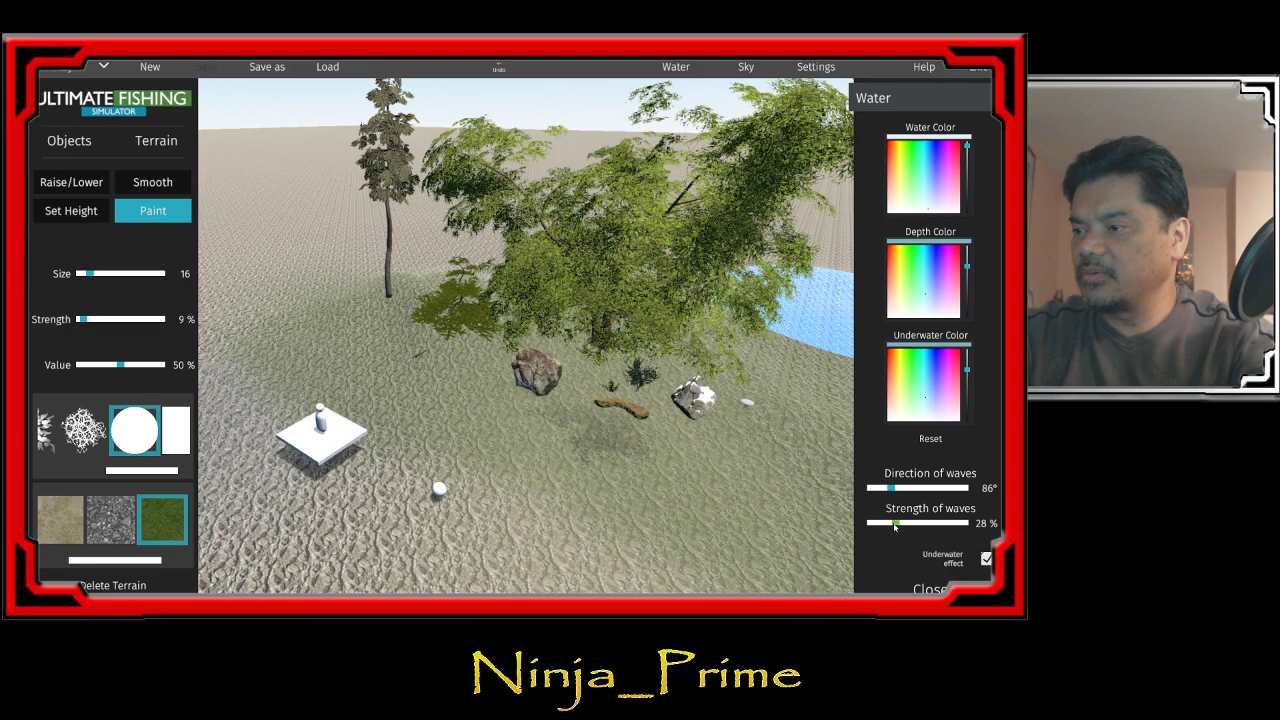 New
Save as
Load
Undo
Water
Sky
Settings
Help
ULTIMATE FISHING
SIMULATOR
Water
Objects
Terrain
Water Color
Raise/Lower
Smooth
Set Height
Paint
Depth Color
Size
16
Strength
9 %
Underwater Color
Value
50 %
Reset
Direction of waves
86°
Strength of waves
28 %
Underwater
effect
Delete Terrain
Close
Ninja_Prime